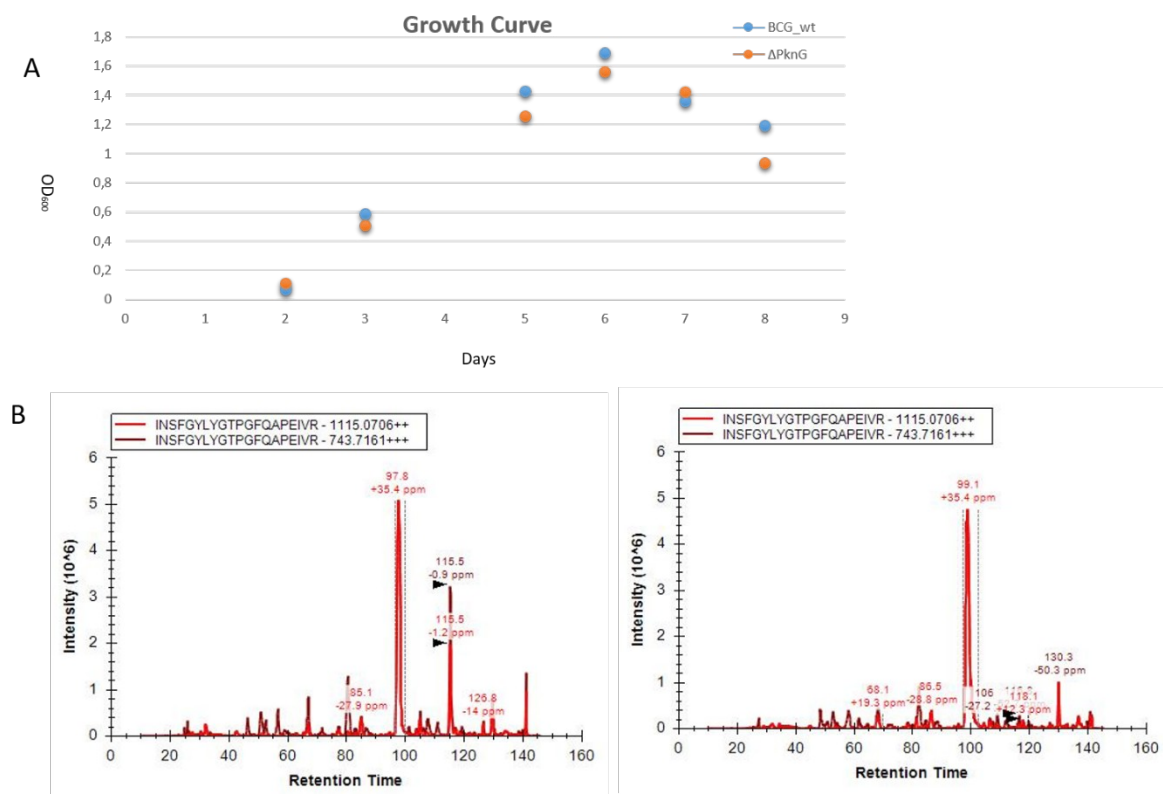 Growth Curve
BCG_wt
ΔPknG
A
1,8
1,6
1,4
1,2
1
0,8
0,6
0,4
0,2
0
OD600
0 1 2 3 4 5 6 7 8 9
Days
B
INSFGYLYGTPGFQAPEIVR - 1115.0706++
INSFGYLYGTPGFQAPEIVR - 743.7161+++
6
5
4
3
2
1
0
Intensity (10^6)
97.8
+35.4 ppm
115.5
-0.9 ppm
115.5
-1.2 ppm
85.1
-27.9 ppm
-14 ppm
0 20 40 60 80 100 120 140 160
Retention Time
INSFGYLYGTPGFQAPEIVR - 1115.0706++
INSFGYLYGTPGFQAPEIVR - 743.7161+++
6
5
4
3
2
1
0
Intensity (10^6)
99.1
+35.4 ppm
130.3
-50.3 ppm
68.1
+19.3 ppm
86.5
-28.8 ppm
106
-27.2
118.1
0 20 40 60 80 100 120 140 160
Retention Time